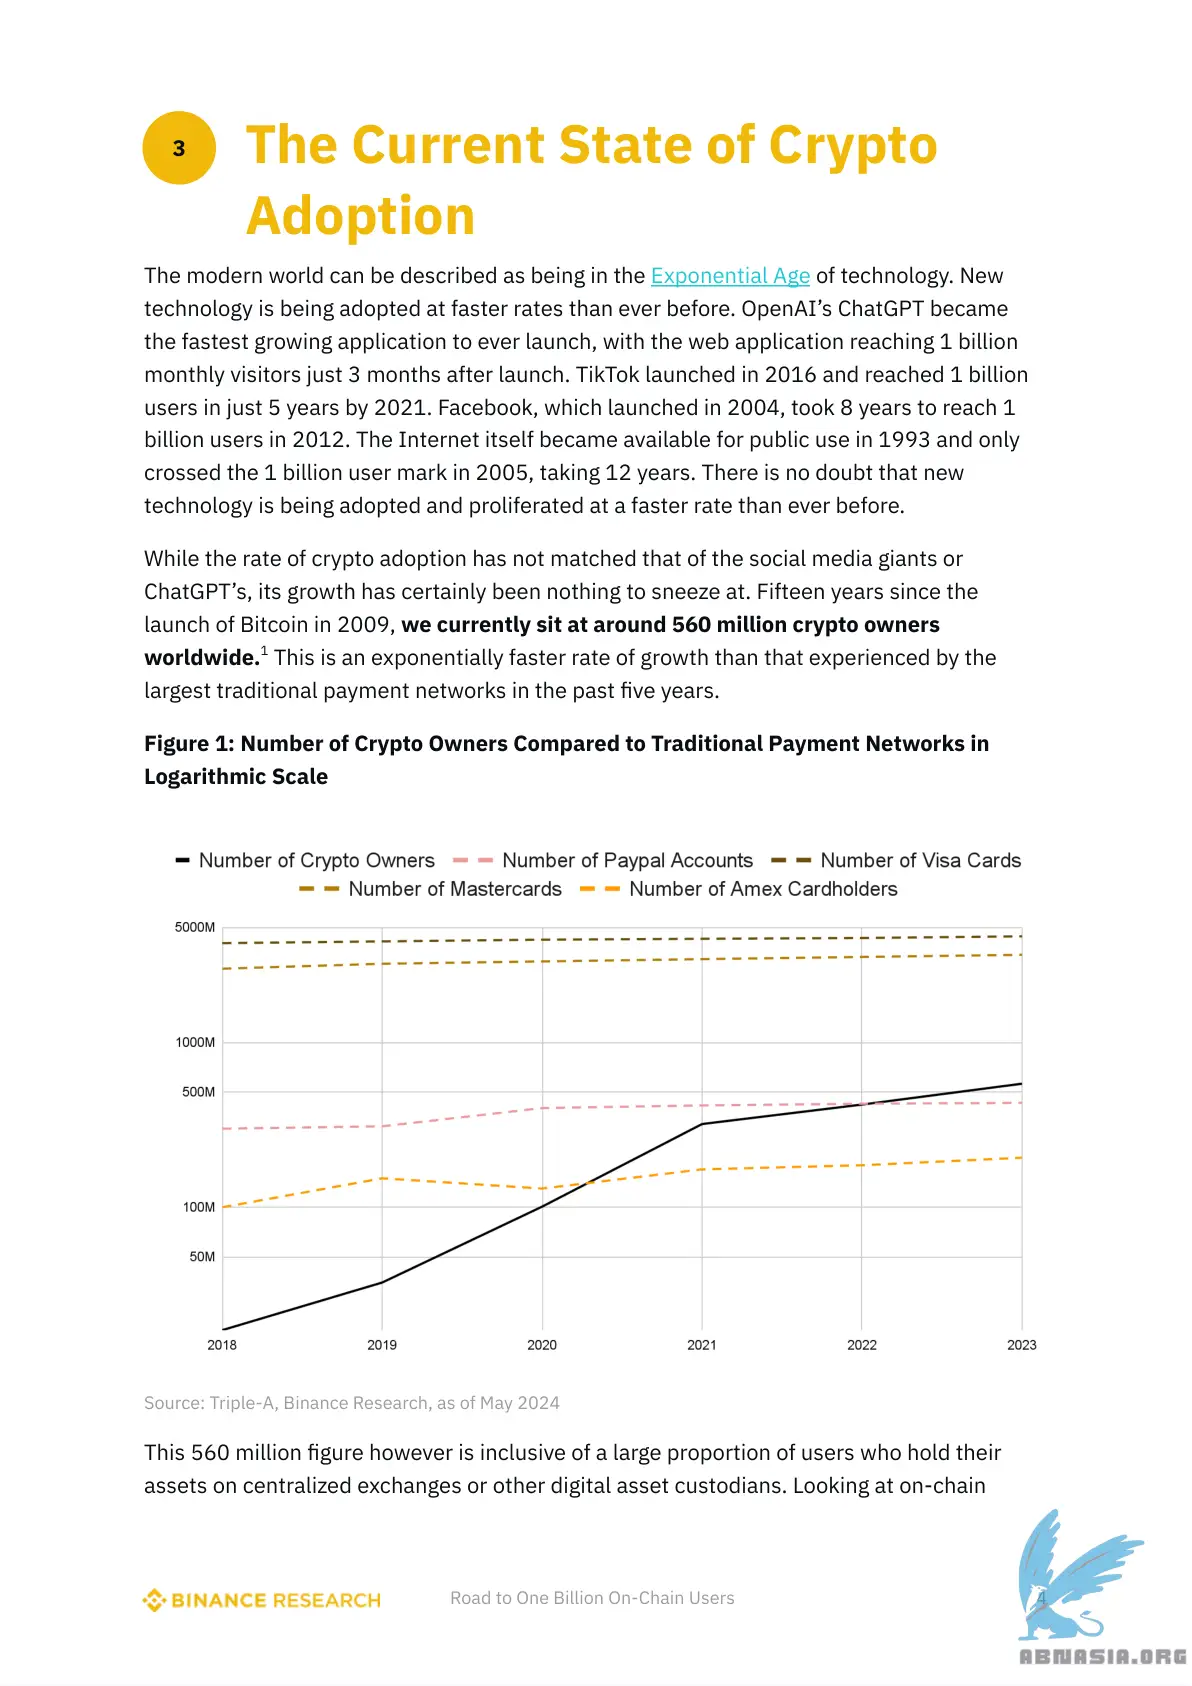 3
The Current State of Crypto
Adoption
The modern world can be described as being in the Exponential Age of technology. New
technology is being adopted at faster rates than ever before. OpenAI’s ChatGPT became
the fastest growing application to ever launch, with the web application reaching 1 billion
monthly visitors just 3 months after launch. TikTok launched in 2016 and reached 1 billion
users in just 5 years by 2021. Facebook, which launched in 2004, took 8 years to reach 1
billion users in 2012. The Internet itself became available for public use in 1993 and only
crossed the 1 billion user mark in 2005, taking 12 years. There is no doubt that new
technology is being adopted and proliferated at a faster rate than ever before.
While the rate of crypto adoption has not matched that of the social media giants or
ChatGPT’s, its growth has certainly been nothing to sneeze at. Fifteen years since the
launch of Bitcoin in 2009, we currently sit at around 560 million crypto owners
worldwide.1 This is an exponentially faster rate of growth than that experienced by the
largest traditional payment networks in the past five years.
Figure 1: Number of Crypto Owners Compared to Traditional Payment Networks in
Logarithmic Scale
Number of Crypto Owners Number of Paypal Accounts Number of Visa Cards
Number of Mastercards Number of Amex Cardholders
5000M
1000M
500M
100M
50M
2018 2019 2020 2021 2022 2023
Source: Triple-A, Binance Research, as of May 2024
This 560 million figure however is inclusive of a large proportion of users who hold their
assets on centralized exchanges or other digital asset custodians. Looking at on-chain
BINANCE RESEARCH Road to One Billion On-Chain Users 4
ABNASIA.ORG